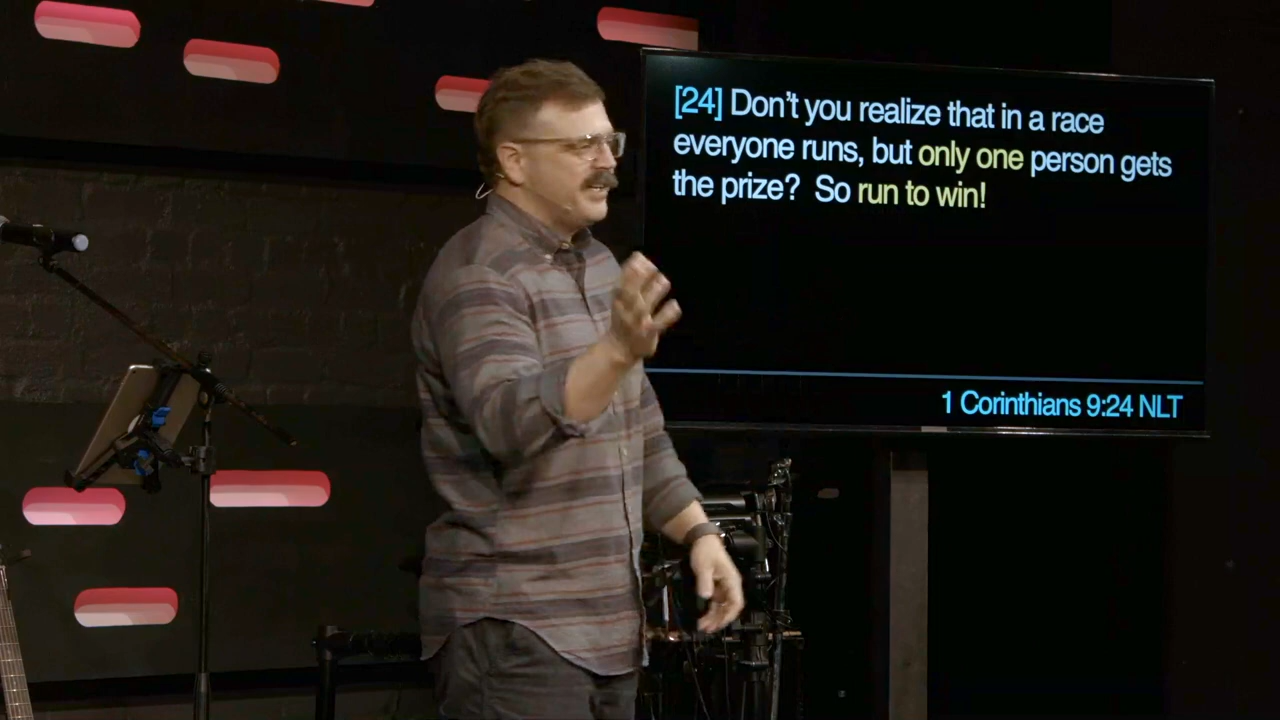 [24] Don't you realize that in a race
everyone runs, but only one person gets
the prize?  So run to win!
1 Corinthians 9:24 NLT